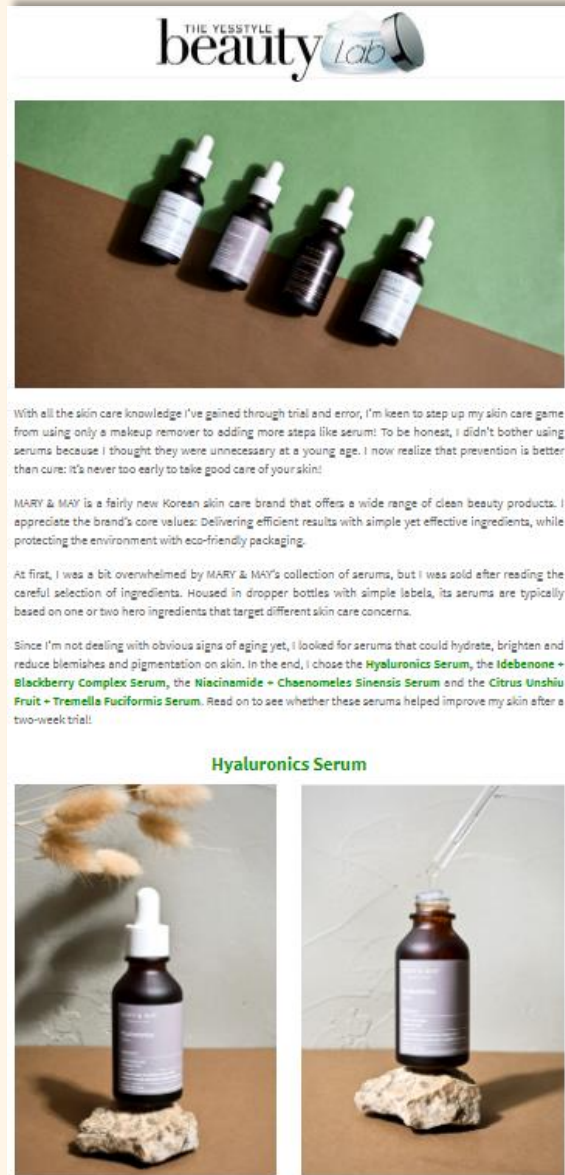 THE YESSTYLE
beauty Lab
With all the skin care knowledge I've gained through trial and error, I'm keen to step up my skin care game
from using only a makeup remover to adding more steps like serum! To be honest, I didn't bother using
serums because I thought they were unnecessary at a young age. I now realize that prevention is better
than cure: It's never too early to take good care of your skin!
MARY & MAY is a fairly new Korean skin care brand that offers a wide range of clean beauty products. I
appreciate the brand's core values: Delivering efficient results with simple yet effective ingredients, while
protecting the environment with eco-friendly packaging.
At first, I was a bit overwhelmed by MARY & MAY's collection of serums, but I was sold after reading the
careful selection of ingredients. Housed in dropper bottles with simple labels, its serums are typically
based on one or two hero ingredients that target different skin care concerns.
Since I'm not dealing with obvious signs of aging yet, I looked for serums that could hydrate, brighten and
reduce blemishes and pigmentation on skin. In the end, I chose the Hyaluronics Serum, the Idebenone +
Blackberry Complex Serum, the Niacinamide + Chaenomeles Sinensis Serum and the Citrus Unshiu
Fruit + Tremella Fuciformis Serum. Read on to see whether these serums helped improve my skin after a
two-week trial!
Hyaluronics Serum